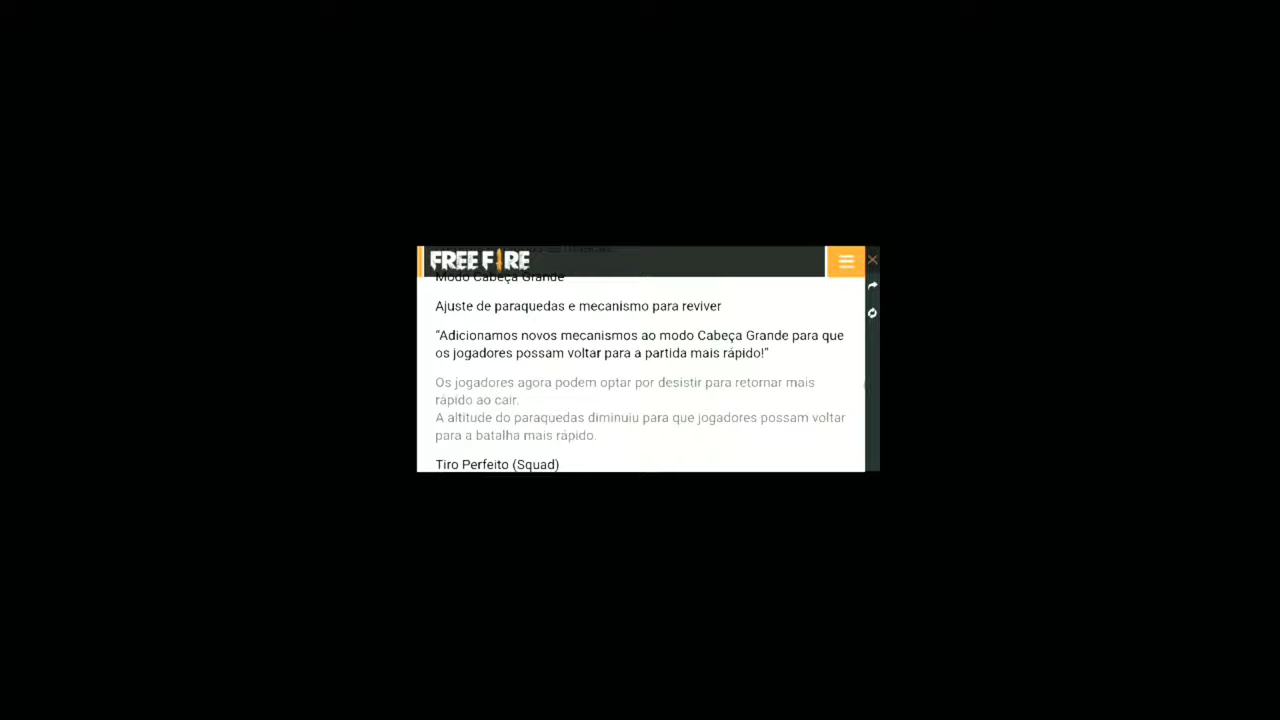 FREE FIRE
Modo Cabeça Grande
Ajuste de paraquedas e mecanismo para reviver
“Adicionamos novos mecanismos ao modo Cabeça Grande para que
os jogadores possam voltar para a partida mais rápido!”
Os jogadores agora podem optar por desistir para retornar mais
rápido ao cair.
A altitude do paraquedas diminuiu para que jogadores possam voltar
para a batalha mais rápido.
Tiro Perfeito (Squad)